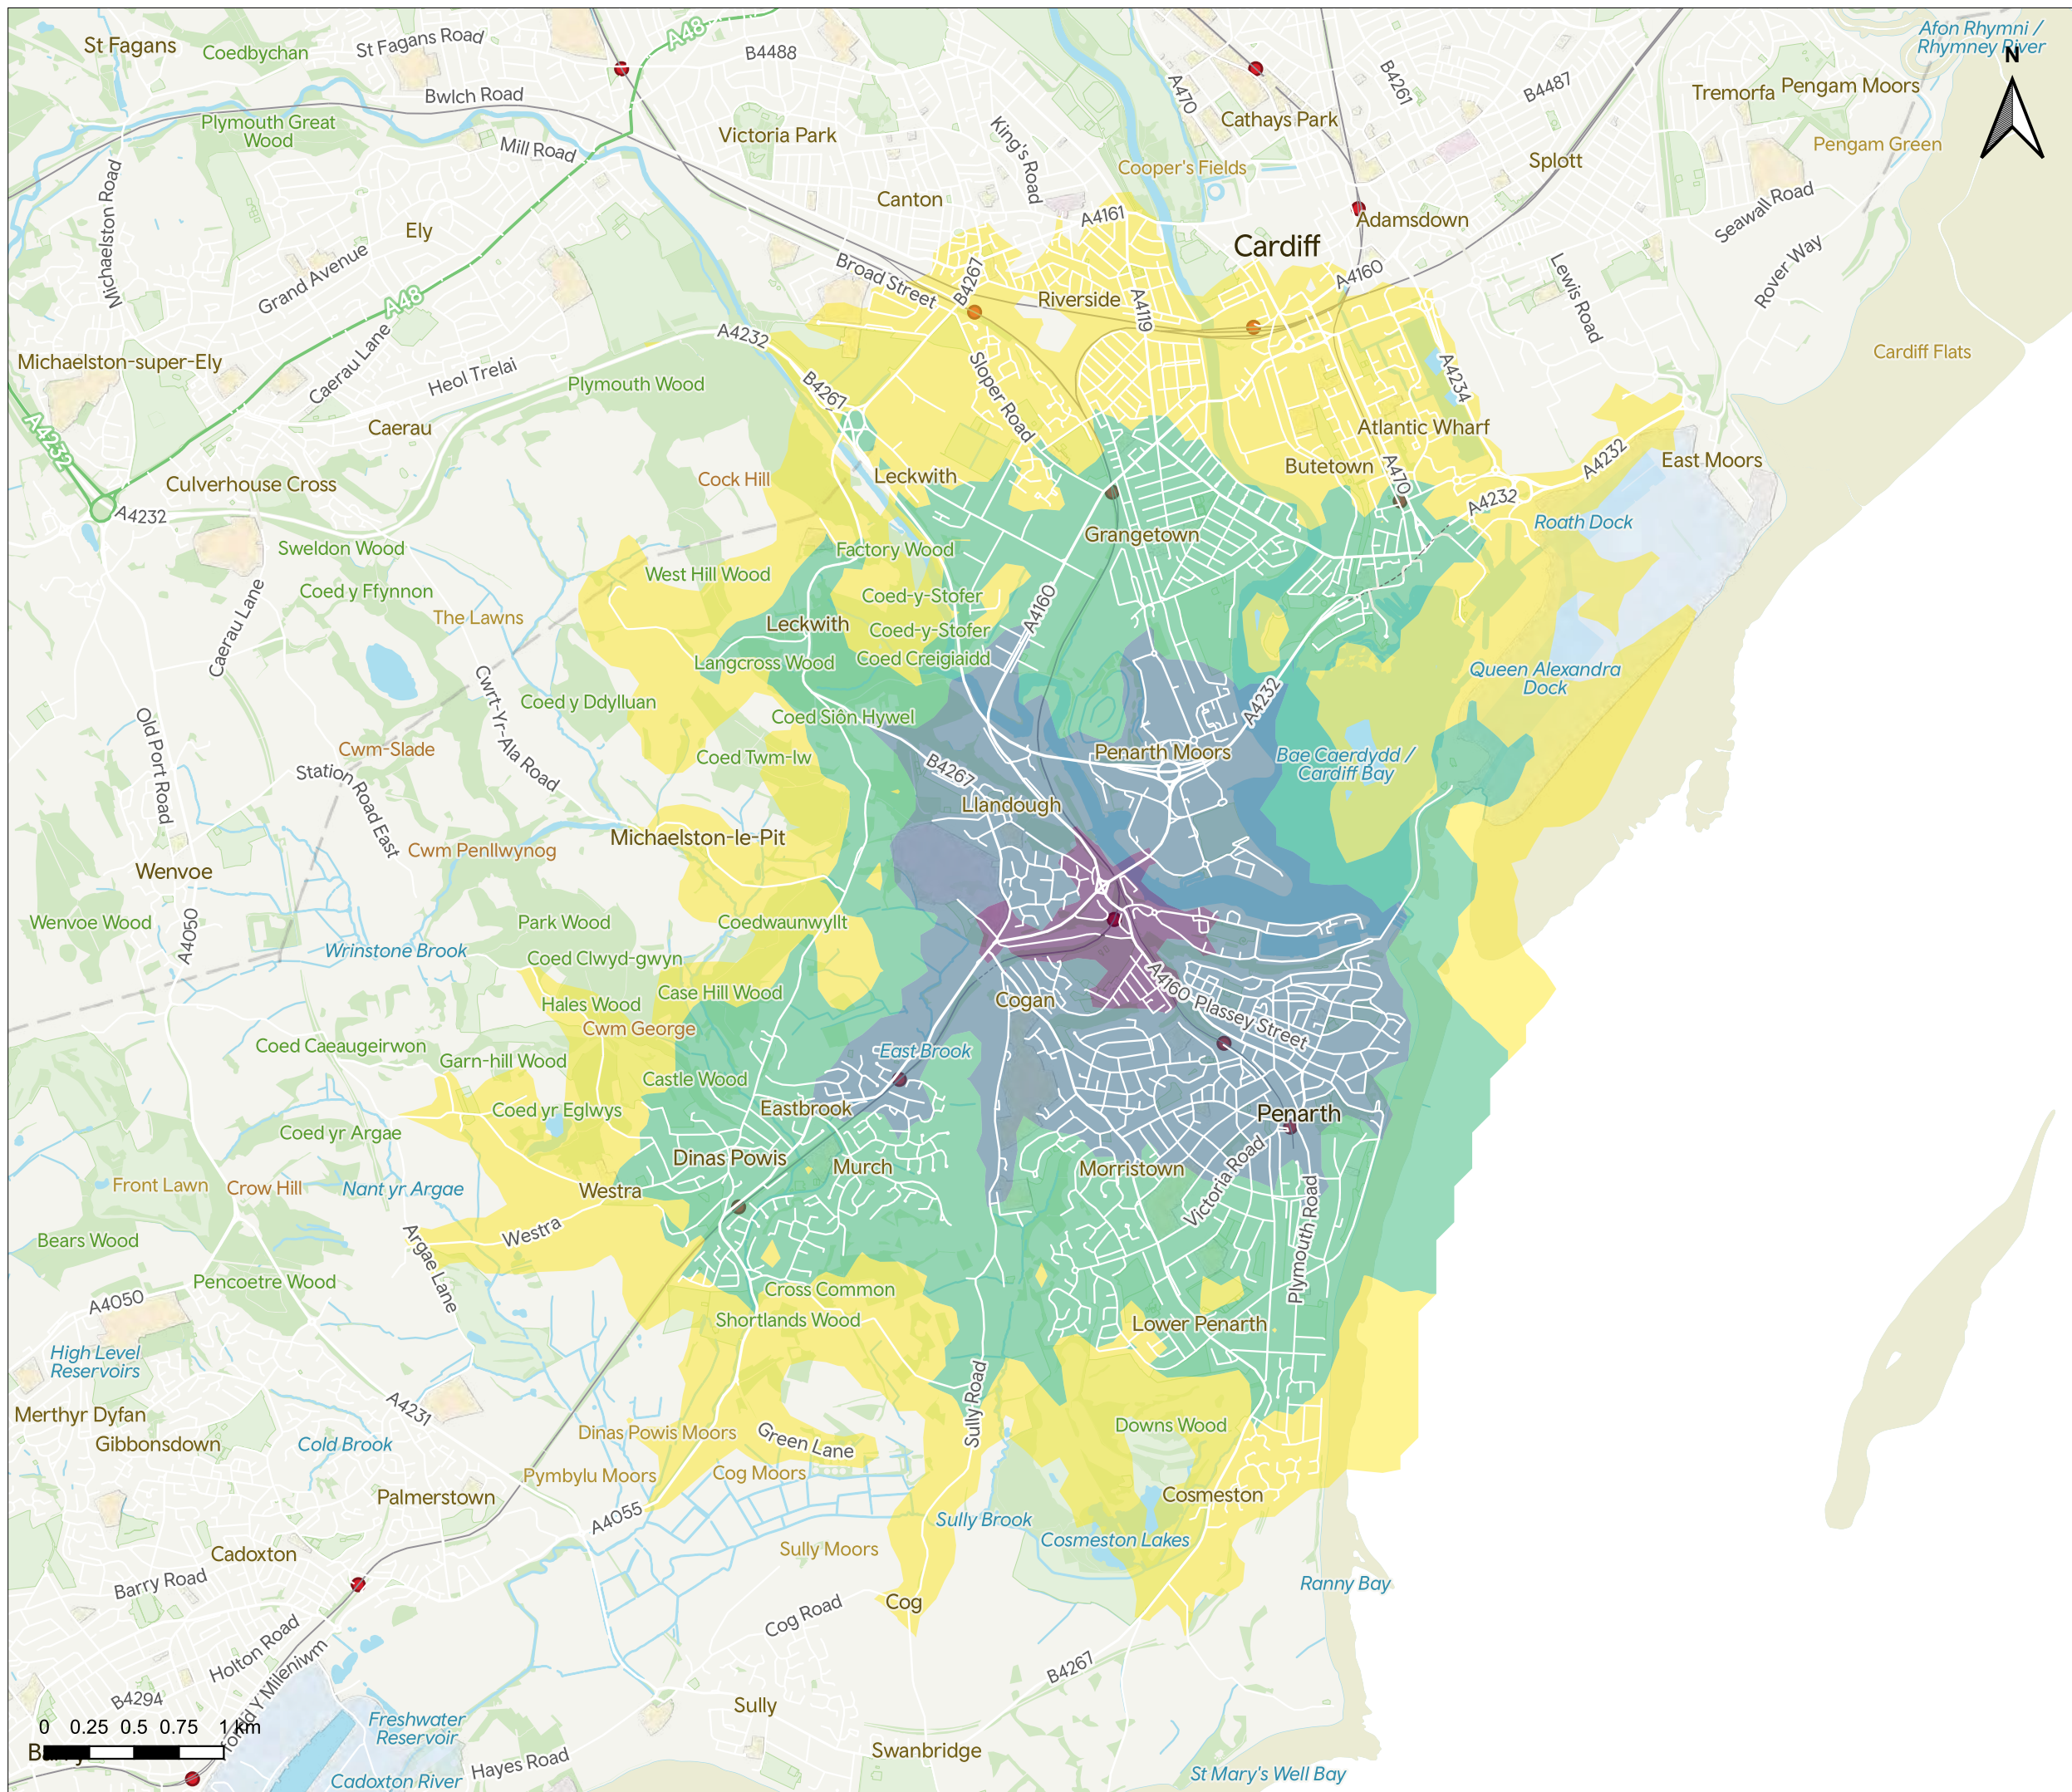 St Fagans
Coedbychan
St Fagans Road
A48
B4488
A470
B4261
B4487
Afon Rhymni /
Rhymney River
N
Tremorfa
Pengam Moors
Bwlch Road
Plymouth Great
Wood
Mill Road
Victoria Park
King's Road
Cathays Park
Cooper's Fields
Splott
Pengam Green
Michaelston Road
Canton
A4161
Adamsdown
Seawall Road
Ely
Grand Avenue
Cardiff
Broad Street
B4267
Riverside
A4119
A4160
Lewis Road
Rover Way
A48
Michaelston-super-Ely
Caerau Lane
Heol Trelai
A4232
Plymouth Wood
B4267
Sloper Road
A4234
Cardiff Flats
A4232
Caerau
Atlantic Wharf
Culverhouse Cross
Cock Hill
Leckwith
Butetown
A470
A4232
East Moors
A4232
A4232
Roath Dock
Sweldon Wood
Factory Wood
Grangetown
Coed y Ffynnon
West Hill Wood
Coed-y-Stofer
A4160
Caerau Lane
The Lawns
Leckwith
Coed-y-Stofer
Langcross Wood
Coed Creigiaidd
Queen Alexandra
Dock
Cwrt-Yr-Ala Road
Coed y Ddylluan
Coed Siôn Hywel
A4232
Old Port Road
Cwm-Slade
Coed Twm-lw
Penarth Moors
Bae Caerdydd /
Cardiff Bay
Station Road East
B4267
Llandough
Michaelston-le-Pit
Cwm Penllwynog
Wenvoe
Wenvoe Wood
A4050
Park Wood
Coedwaunwyllt
Wrinstone Brook
Coed Clwyd-gwyn
Hales Wood
Case Hill Wood
Cogan
A4160
Plassey Street
Cwm George
Coed Caeaugeirwon
Garn-hill Wood
East Brook
Castle Wood
Coed yr Eglwys
Eastbrook
Penarth
Coed yr Argae
Dinas Powis
Murch
Morristown
Victoria Road
Front Lawn
Crow Hill
Nant yr Argae
Westra
Plymouth Road
Bears Wood
Argae Lane
Westra
Pencoetre Wood
Cross Common
A4050
Shortlands Wood
Lower Penarth
High Level
Reservoirs
Sully Road
A4231
Merthyr Dyfan
Gibbonsdown
Cold Brook
Dinas Powis Moors
Green Lane
Downs Wood
Pymbylu Moors
Cog Moors
Palmerstown
Cosmeston
A4055
Sully Brook
Cosmeston Lakes
Cadoxton
Sully Moors
Barry Road
Cog
Ranny Bay
Cog Road
Holton Road
B4267
B4294
Sully
0 0.25 0.5 0.75 1 km
Freshwater
Reservoir
Swanbridge
Hayes Road
Cadoxton River
St Mary's Well Bay